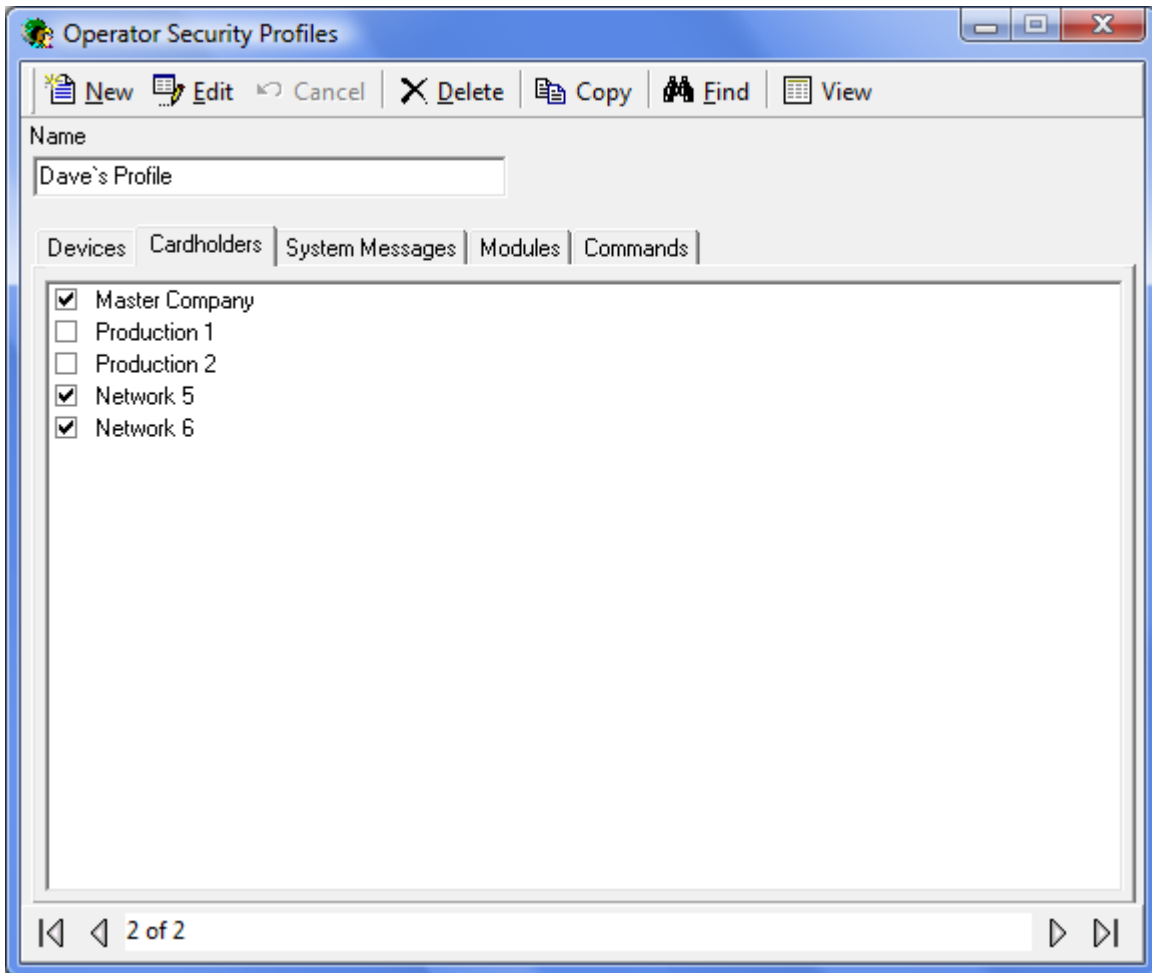 Operator Security Profiles
New Edit Cancel Delete Copy Find View
Name
Dave`s Profile
Devices Cardholders System Messages Modules Commands
Master Company
Production 1
Production 2
Network 5
Network 6
2 of 2